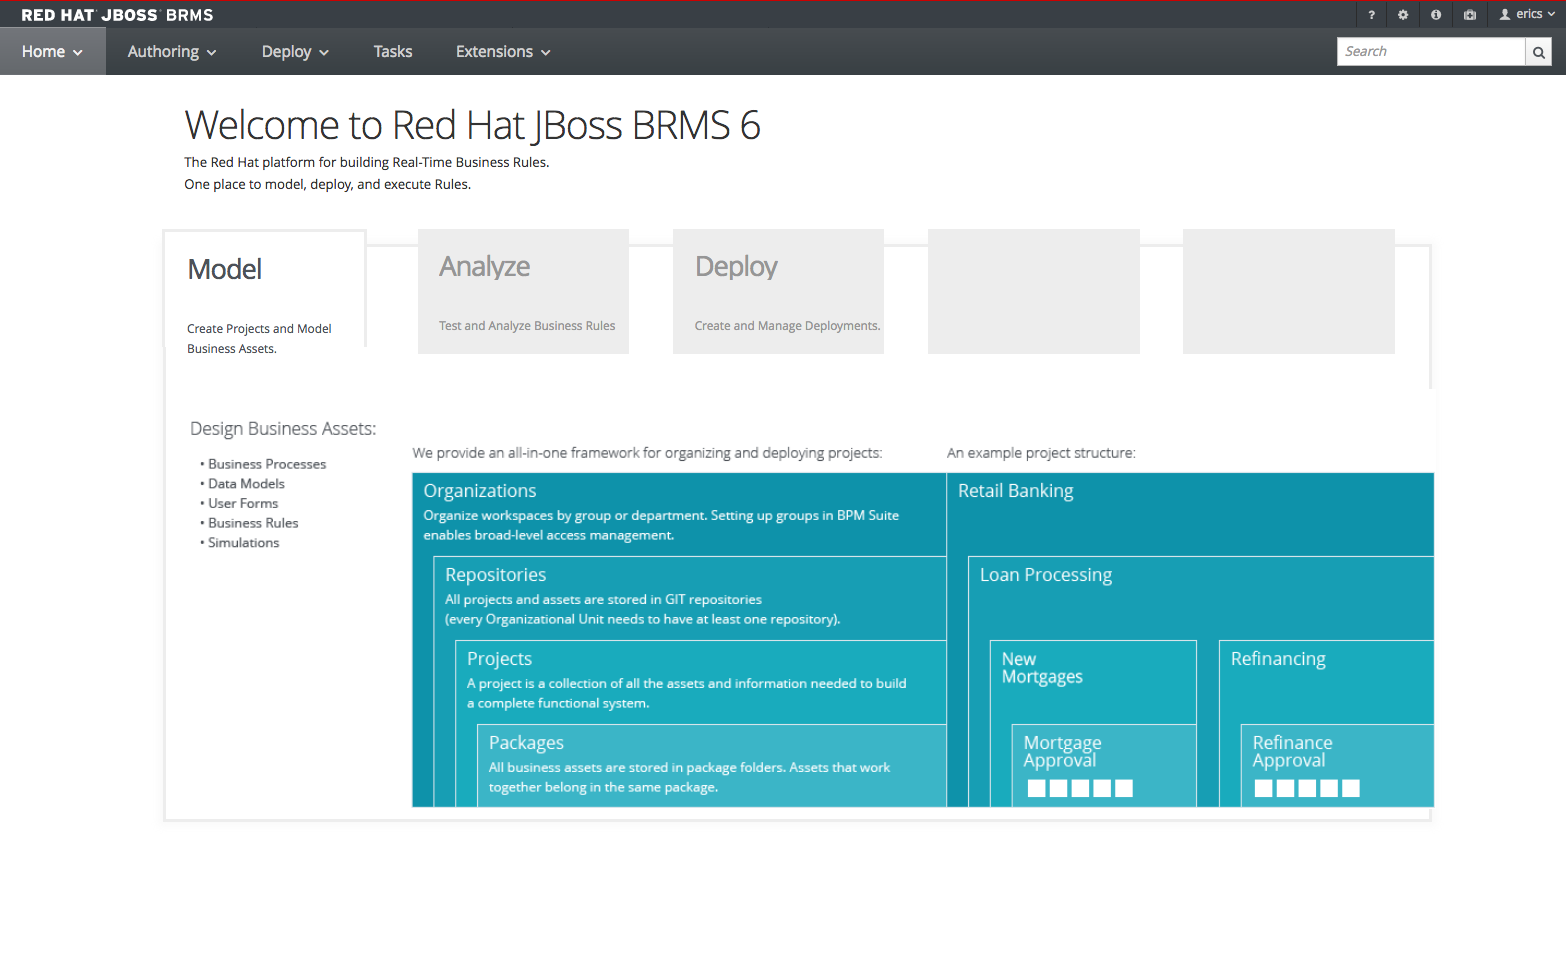 RED HAT JBOSS BRMS
? erics
Home Authoring Deploy Tasks Extensions Search
Welcome to Red Hat JBoss BRMS 6
The Red Hat platform for building Real-Time Business Rules.
One place to model, deploy, and execute Rules.
Model
Create Projects and Model
Business Assets.
Analyze
Test and Analyze Business Rules
Deploy
Create and Manage Deployments.
Design Business Assets:
• Business Processes
• Data Models
• User Forms
• Business Rules
• Simulations
We provide an all-in-one framework for organizing and deploying projects:
Organizations
Organize workspaces by group or department. Setting up groups in BPM Suite
enables broad-level access management.
Repositories
All projects and assets are stored in GIT repositories
(every Organizational Unit needs to have at least one repository).
Projects
A project is a collection of all the assets and information needed to build
a complete functional system.
Packages
All business assets are stored in package folders. Assets that work
together belong in the same package.
An example project structure:
Retail Banking
Loan Processing
New
Mortgages
Mortgage
Approval
Refinancing
Refinance
Approval